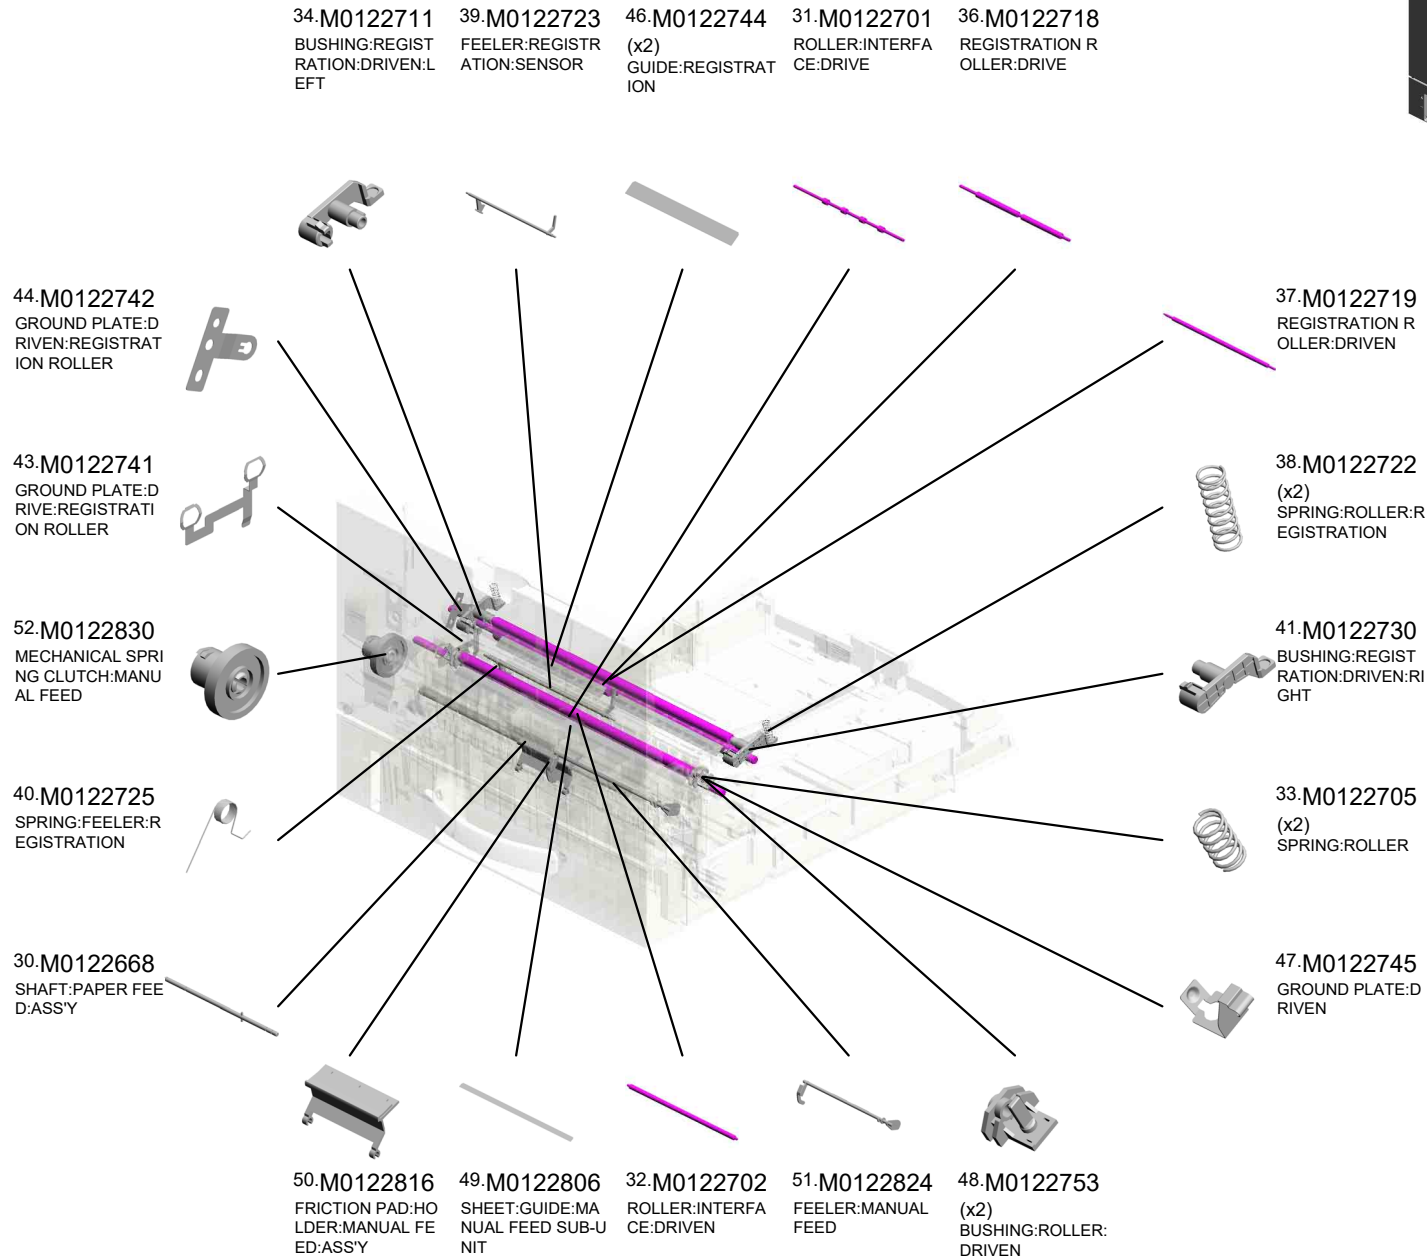 34.M0122711
BUSHING:REGIST
RATION:DRIVEN:L
EFT
39.M0122723
FEELER:REGISTR
ATION:SENSOR
46.M0122744
(x2)
GUIDE:REGISTRAT
ION
31.M0122701
ROLLER:INTERFA
CE:DRIVE
36.M0122718
REGISTRATION R
OLLER:DRIVE
44.M0122742
GROUND PLATE:D
RIVEN:REGISTRAT
ION ROLLER
37.M0122719
REGISTRATION R
OLLER:DRIVEN
43.M0122741
GROUND PLATE:D
RIVE:REGISTRATI
ON ROLLER
38.M0122722
(x2)
SPRING:ROLLER:R
EGISTRATION
52.M0122830
MECHANICAL SPRI
NG CLUTCH:MANU
AL FEED
41.M0122730
BUSHING:REGIST
RATION:DRIVEN:RI
GHT
40.M0122725
SPRING:FEELER:R
EGISTRATION
33.M0122705
(x2)
SPRING:ROLLER
30.M0122668
SHAFT:PAPER FEE
D:ASS'Y
47.M0122745
GROUND PLATE:D
RIVEN
50.M0122816
FRICTION PAD:HO
LDER:MANUAL FE
ED:ASS'Y
49.M0122806
SHEET:GUIDE:MA
NUAL FEED SUB-U
NIT
32.M0122702
ROLLER:INTERFA
CE:DRIVEN
51.M0122824
FEELER:MANUAL
FEED
48.M0122753
(x2)
BUSHING:ROLLER:
DRIVEN